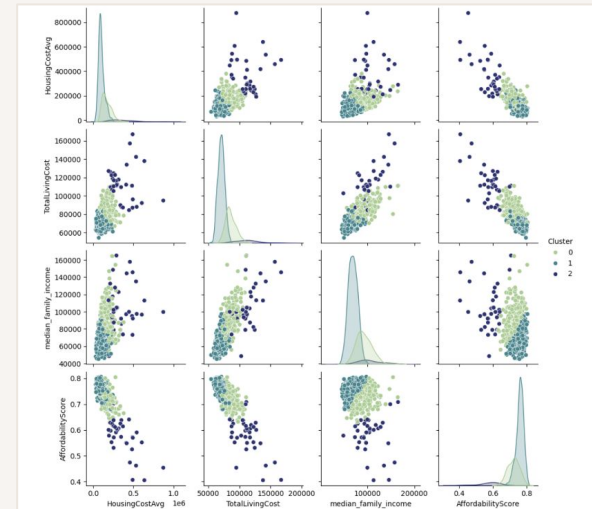 HousingCostAvg
800000
600000
400000
200000
0
TotalLivingCost
160000
140000
120000
100000
80000
60000
median_family_income
160000
140000
120000
100000
80000
60000
40000
AffordabilityScore
0.8
0.7
0.6
0.5
0.4
0.0 0.5 1.0
1e6
HousingCostAvg
50000 100000 150000 200000
TotalLivingCost
100000 200000
median_family_income
0.4 0.6 0.8
AffordabilityScore
Cluster
0
1
2